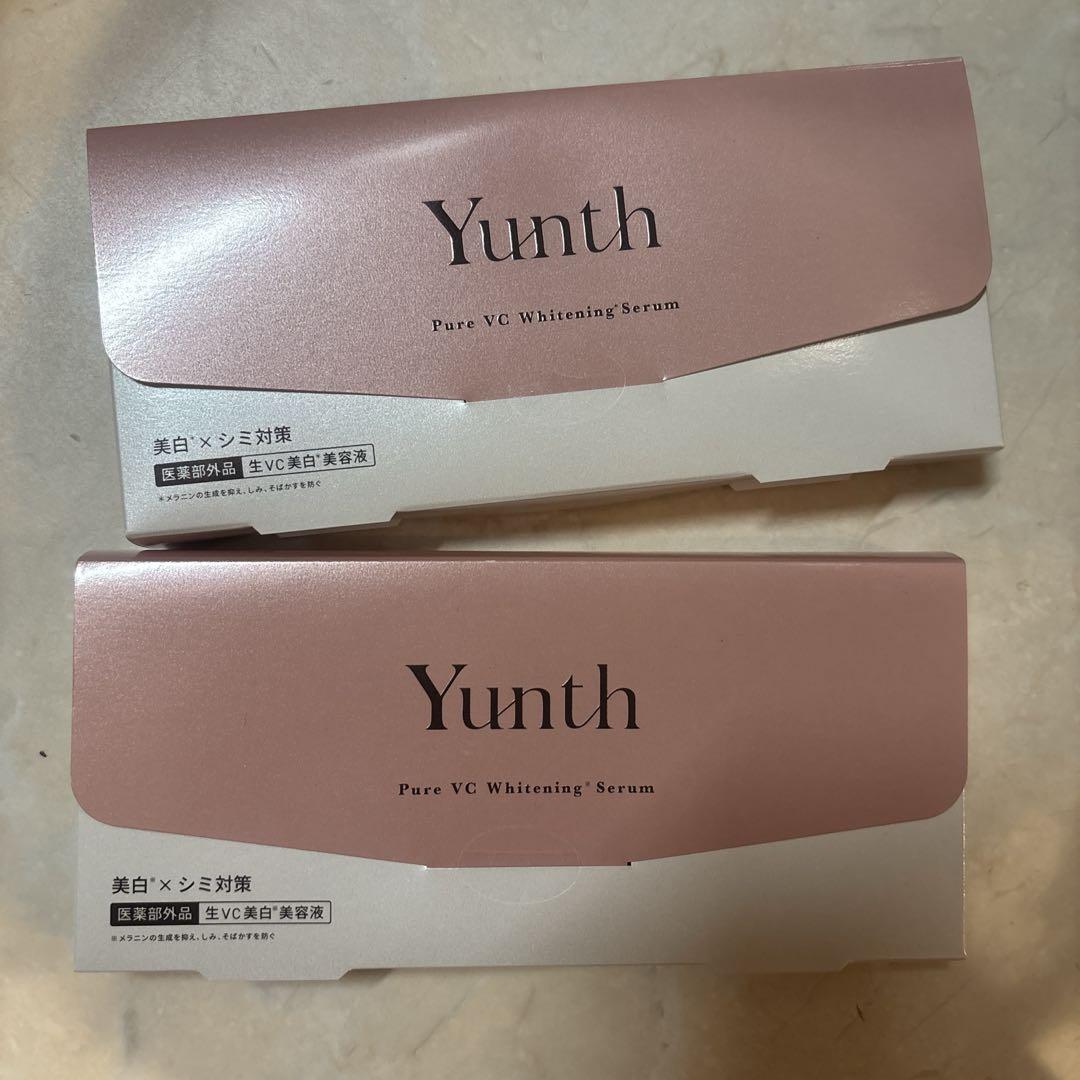 Yunth
Pure VC Whitening*Serum
美白*×シミ対策
医薬部外品 生VC美白*美容液
*メラニンの生成を抑え、しみ、そばかすを防ぐ
Yunth
Pure VC Whitening※Serum
美白※×シミ対策
医薬部外品 生VC美白※美容液
※メラニンの生成を抑え、しみ、そばかすを防ぐ